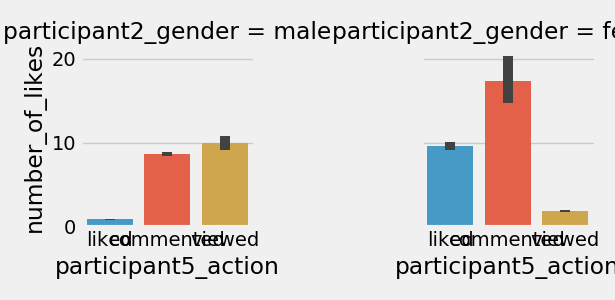 participant2_gender = male
participant2_gender = fe
number_of_likes
20
10
0
liked
commented
viewed
liked
commented
viewed
participant5_action
participant5_action